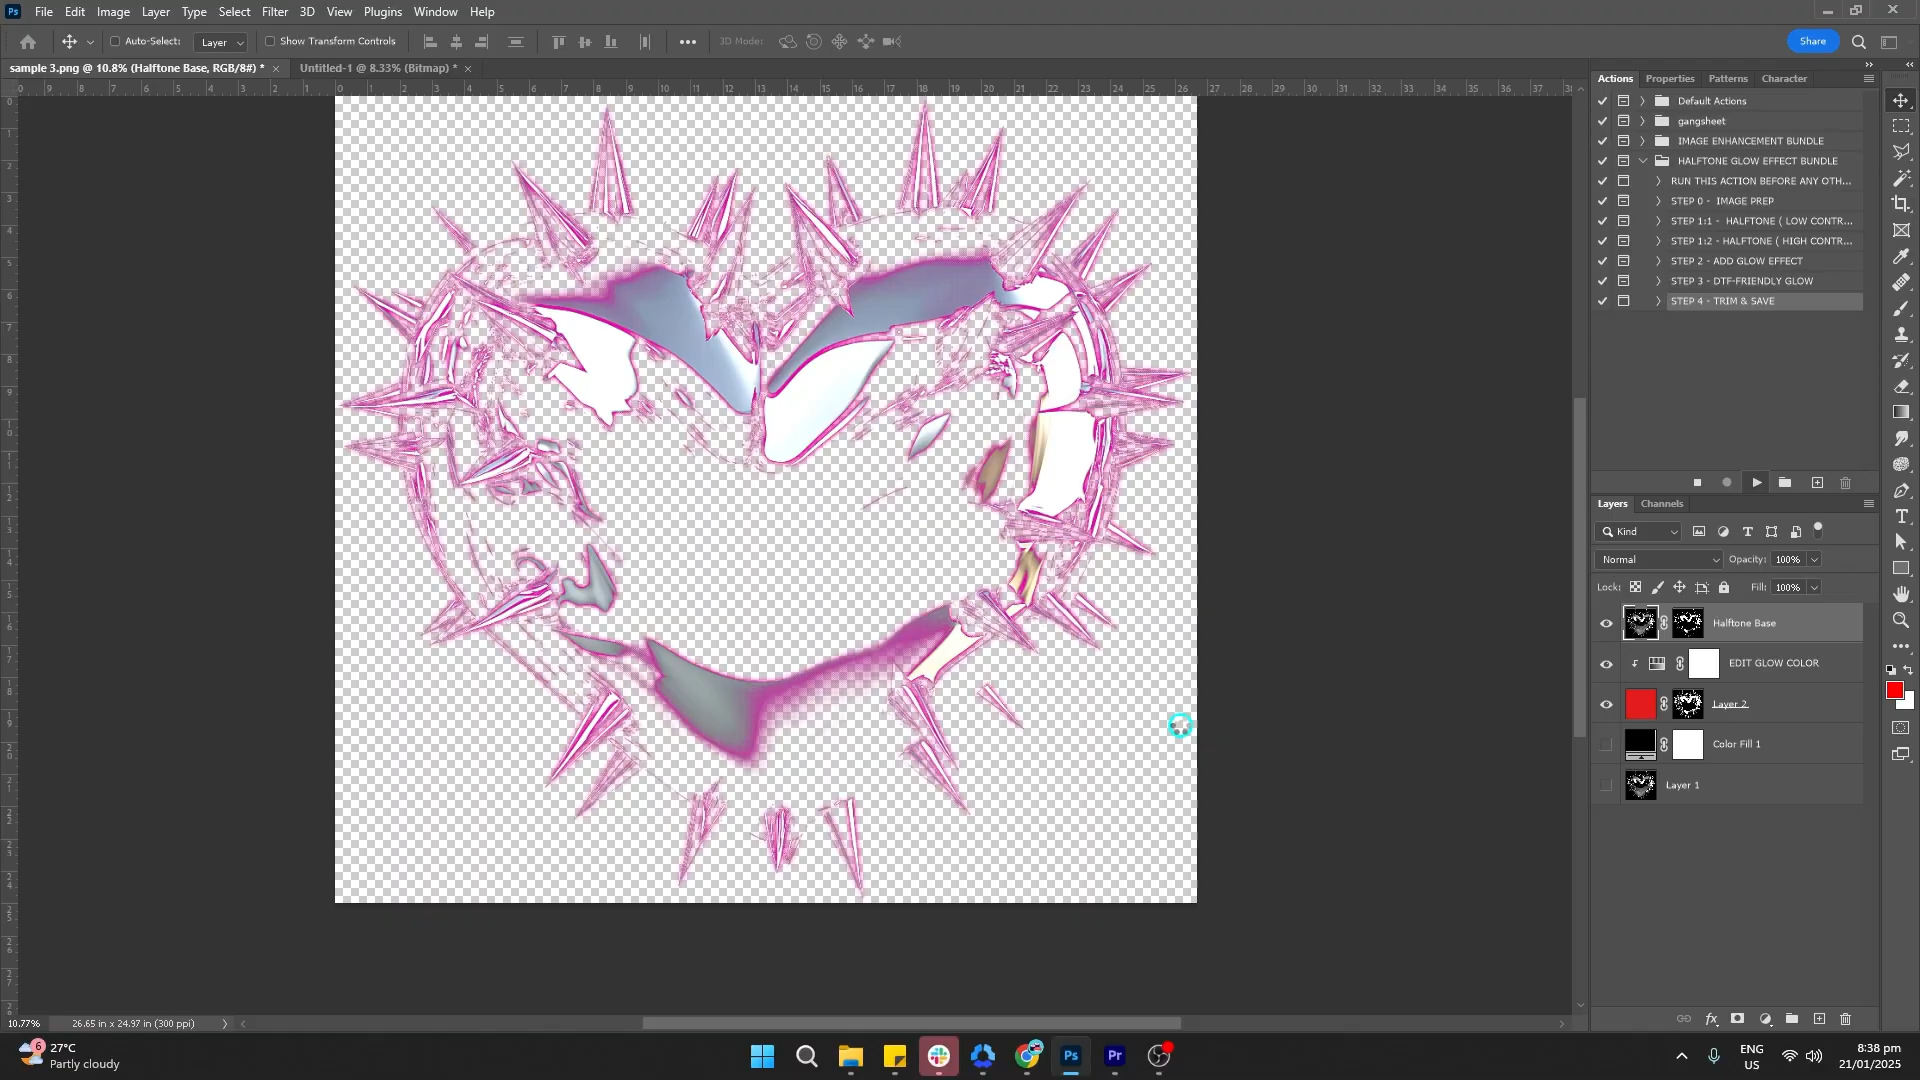 Ps File Edit Image Layer Type Select Filter 3D View Plugins Window Help
Auto-Select: Layer Show Transform Controls ••• 3D Mode: Share
sample 3.png @ 10.8% (Halftone Base, RGB/8#) * × Untitled-1 @ 8.33% (Bitmap) * ×
Actions Properties Patterns Character
Default Actions
gangsheet
IMAGE ENHANCEMENT BUNDLE
HALFTONE GLOW EFFECT BUNDLE
RUN THIS ACTION BEFORE ANY OTH...
STEP 0 - IMAGE PREP
STEP 1:1 - HALFTONE ( LOW CONTR...
STEP 1:2 - HALFTONE ( HIGH CONTR...
STEP 2 - ADD GLOW EFFECT
STEP 3 - DTF-FRIENDLY GLOW
STEP 4 - TRIM & SAVE
Layers Channels
Kind
Normal Opacity: 100%
Lock: Fill: 100%
Halftone Base
EDIT GLOW COLOR
Layer 2
Color Fill 1
Layer 1
10.77% 26.65 in x 24.97 in (300 ppi)
6 27°C
Partly cloudy
Ps Pr
ENG
US
8:38 pm
21/01/2025